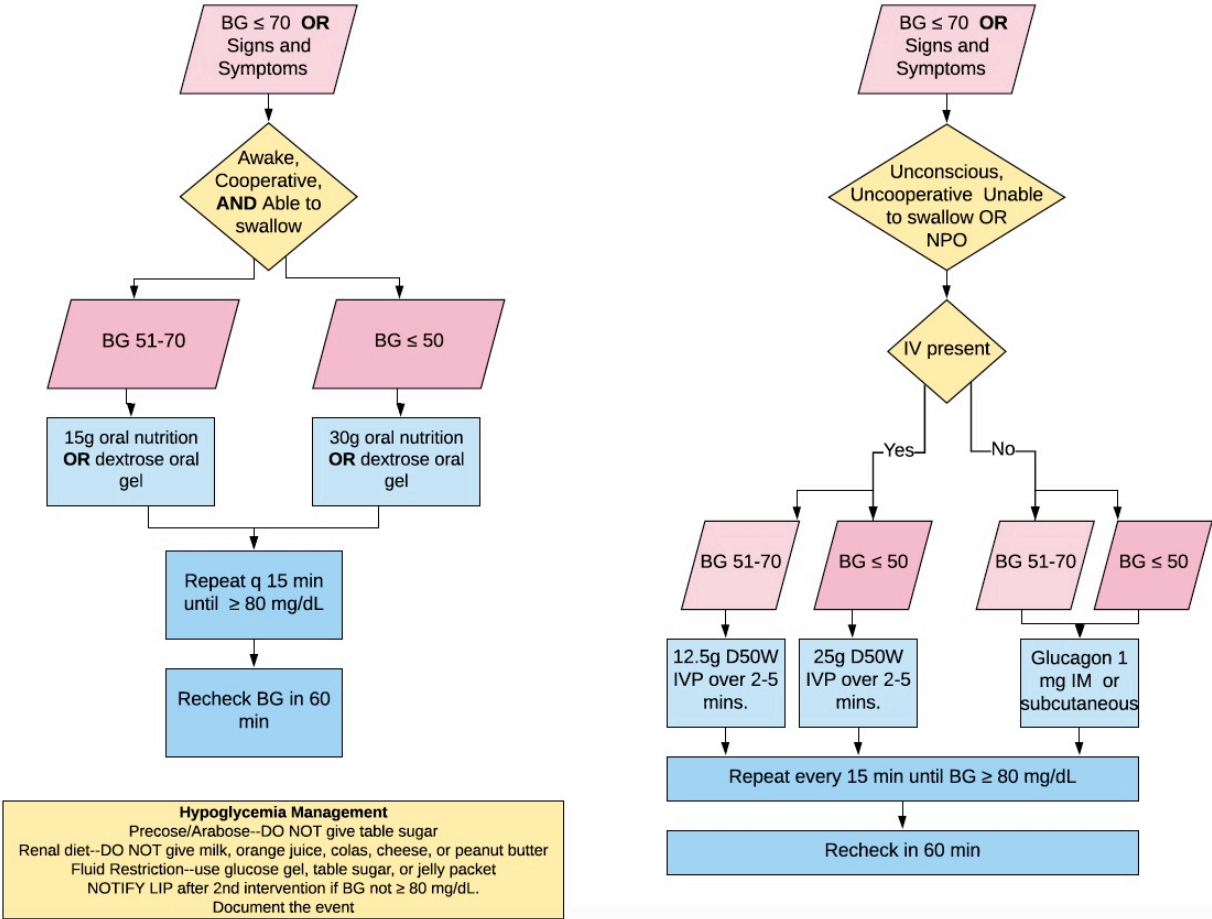 BG ≤ 70 OR
Signs and
Symptoms
Awake,
Cooperative,
AND Able to
swallow
BG 51-70
BG ≤ 50
15g oral nutrition
OR dextrose oral
gel
30g oral nutrition
OR dextrose oral
gel
Repeat q 15 min
until ≥ 80 mg/dL
Recheck BG in 60
min
Hypoglycemia Management
Precose/Arabose--DO NOT give table sugar
Renal diet--DO NOT give milk, orange juice, colas, cheese, or peanut butter
Fluid Restriction--use glucose gel, table sugar, or jelly packet
NOTIFY LIP after 2nd intervention if BG not ≥ 80 mg/dL.
Document the event
BG ≤ 70 OR
Signs and
Symptoms
Unconscious,
Uncooperative Unable
to swallow OR
NPO
IV present
Yes
No
BG 51-70
BG ≤ 50
BG 51-70
BG ≤ 50
12.5g D50W
IVP over 2-5
mins.
25g D50W
IVP over 2-5
mins.
Glucagon 1
mg IM or
subcutaneous
Repeat every 15 min until BG ≥ 80 mg/dL
Recheck in 60 min